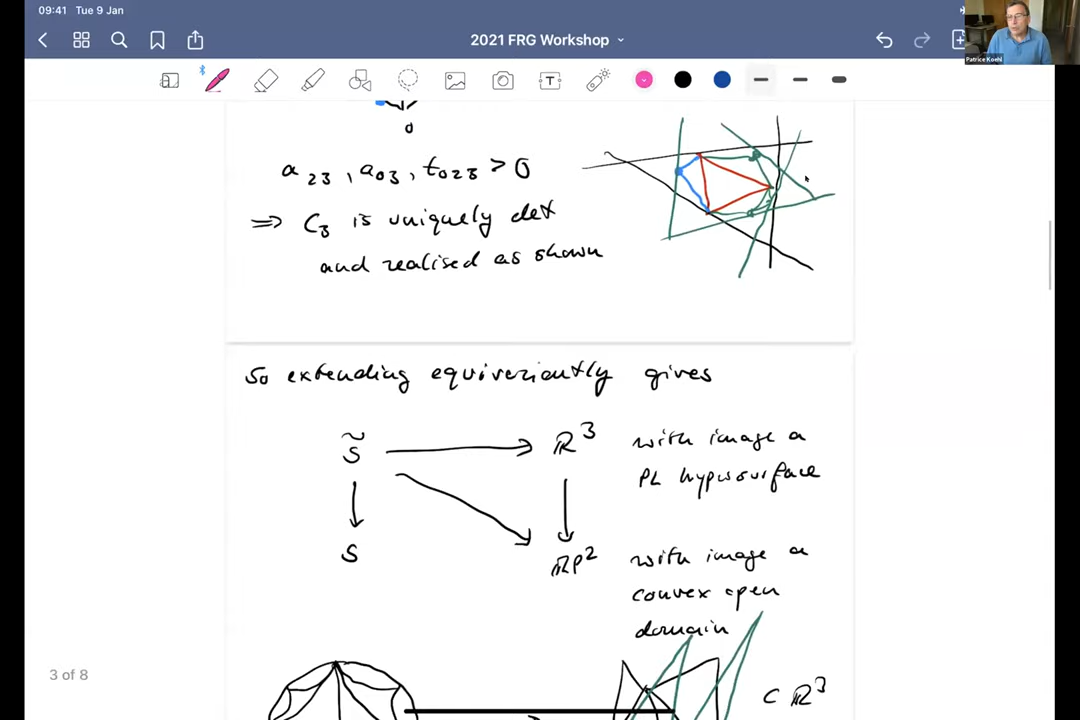 09:41 Tue 9 Jan
2021 FRG Workshop
Patrice Koehl
T
0
a₂₃, a₀₃, t₀₂₃ > 0
⇒ C₃ is uniquely det
and realised as shown
So extending equivariantly gives
S̃ → ℝ³ with image a
PL hypersurface
S ℝP² with image a
convex open
domain
3 of 8
⊂ ℝ³